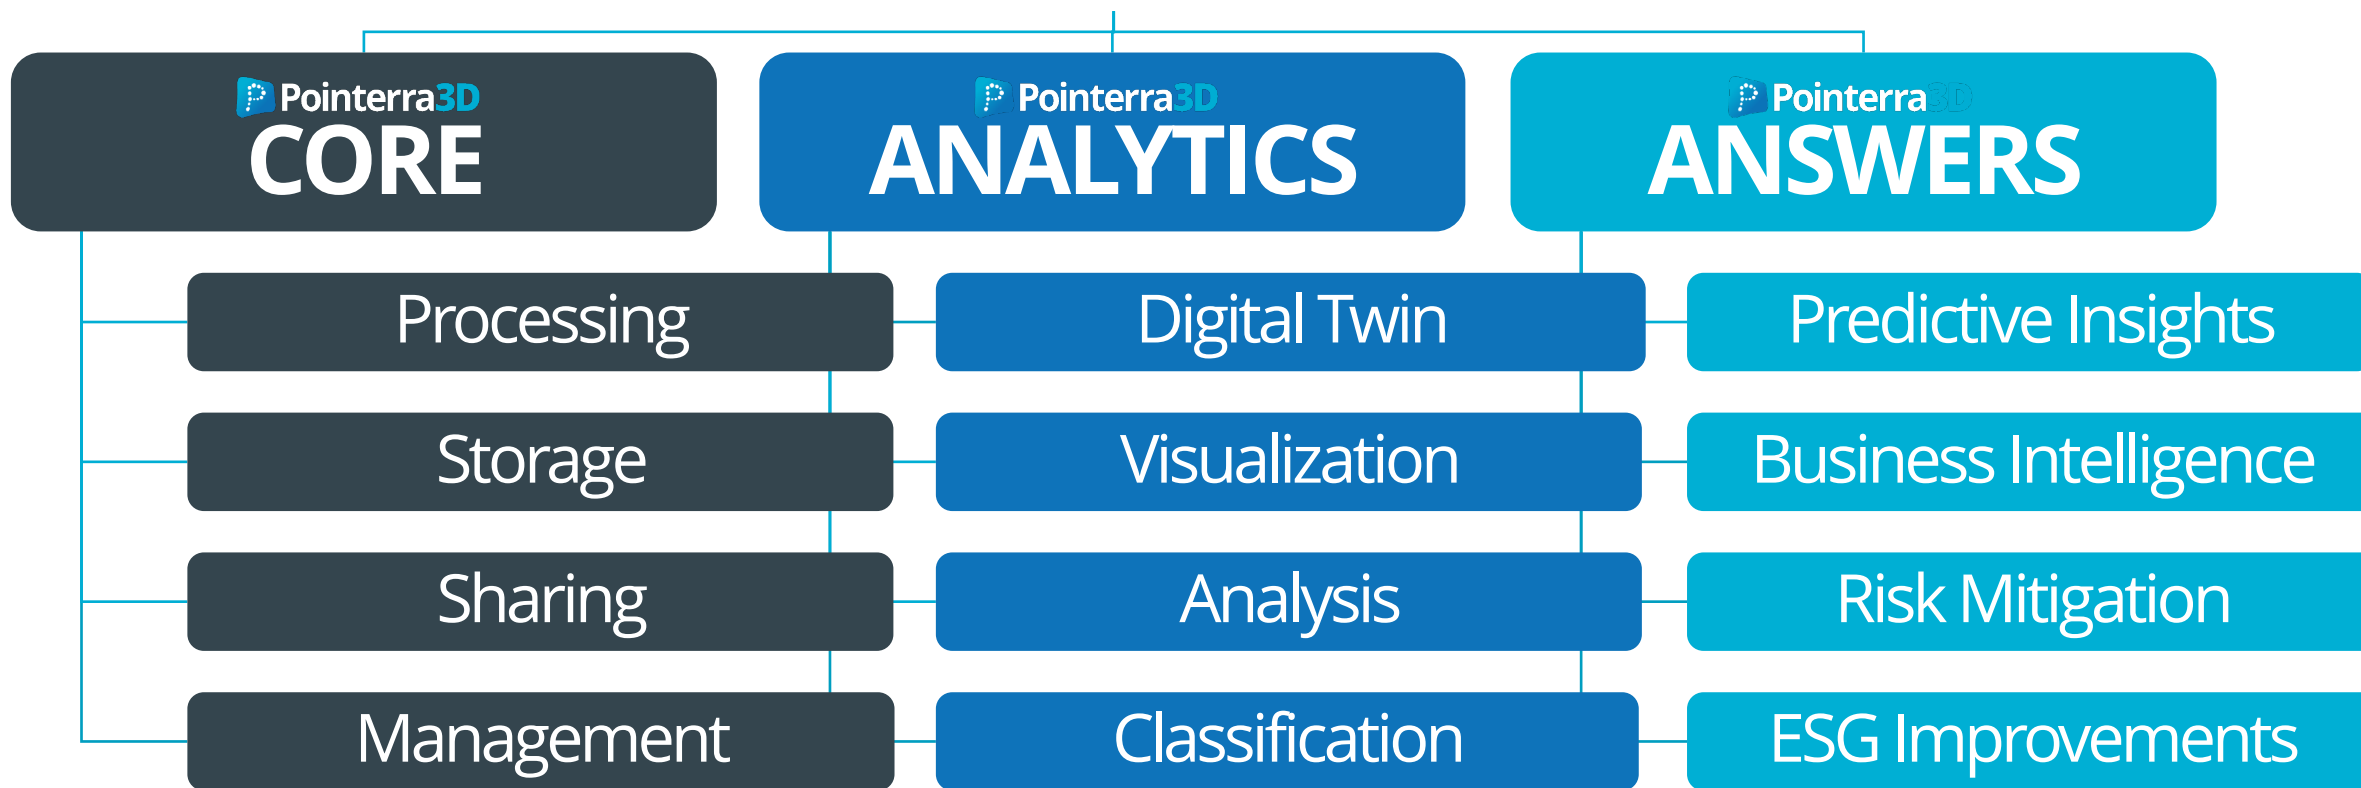 Pointerra3D
CORE
Processing
Storage
Sharing
Management
Pointerra3D
ANALYTICS
Digital Twin
Visualization
Analysis
Classification
Pointerra3D
ANSWERS
Predictive Insights
Business Intelligence
Risk Mitigation
ESG Improvements